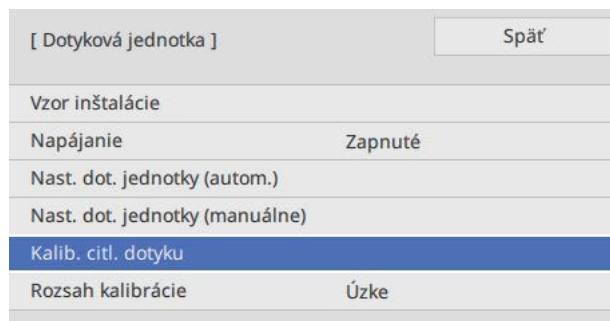 [ Dotyková jednotka ] Späť
Vzor inštalácie
Napájanie Zapnuté
Nast. dot. jednotky (autom.)
Nast. dot. jednotky (manuálne)
Kalib. citl. dotyku
Rozsah kalibrácie Úzke